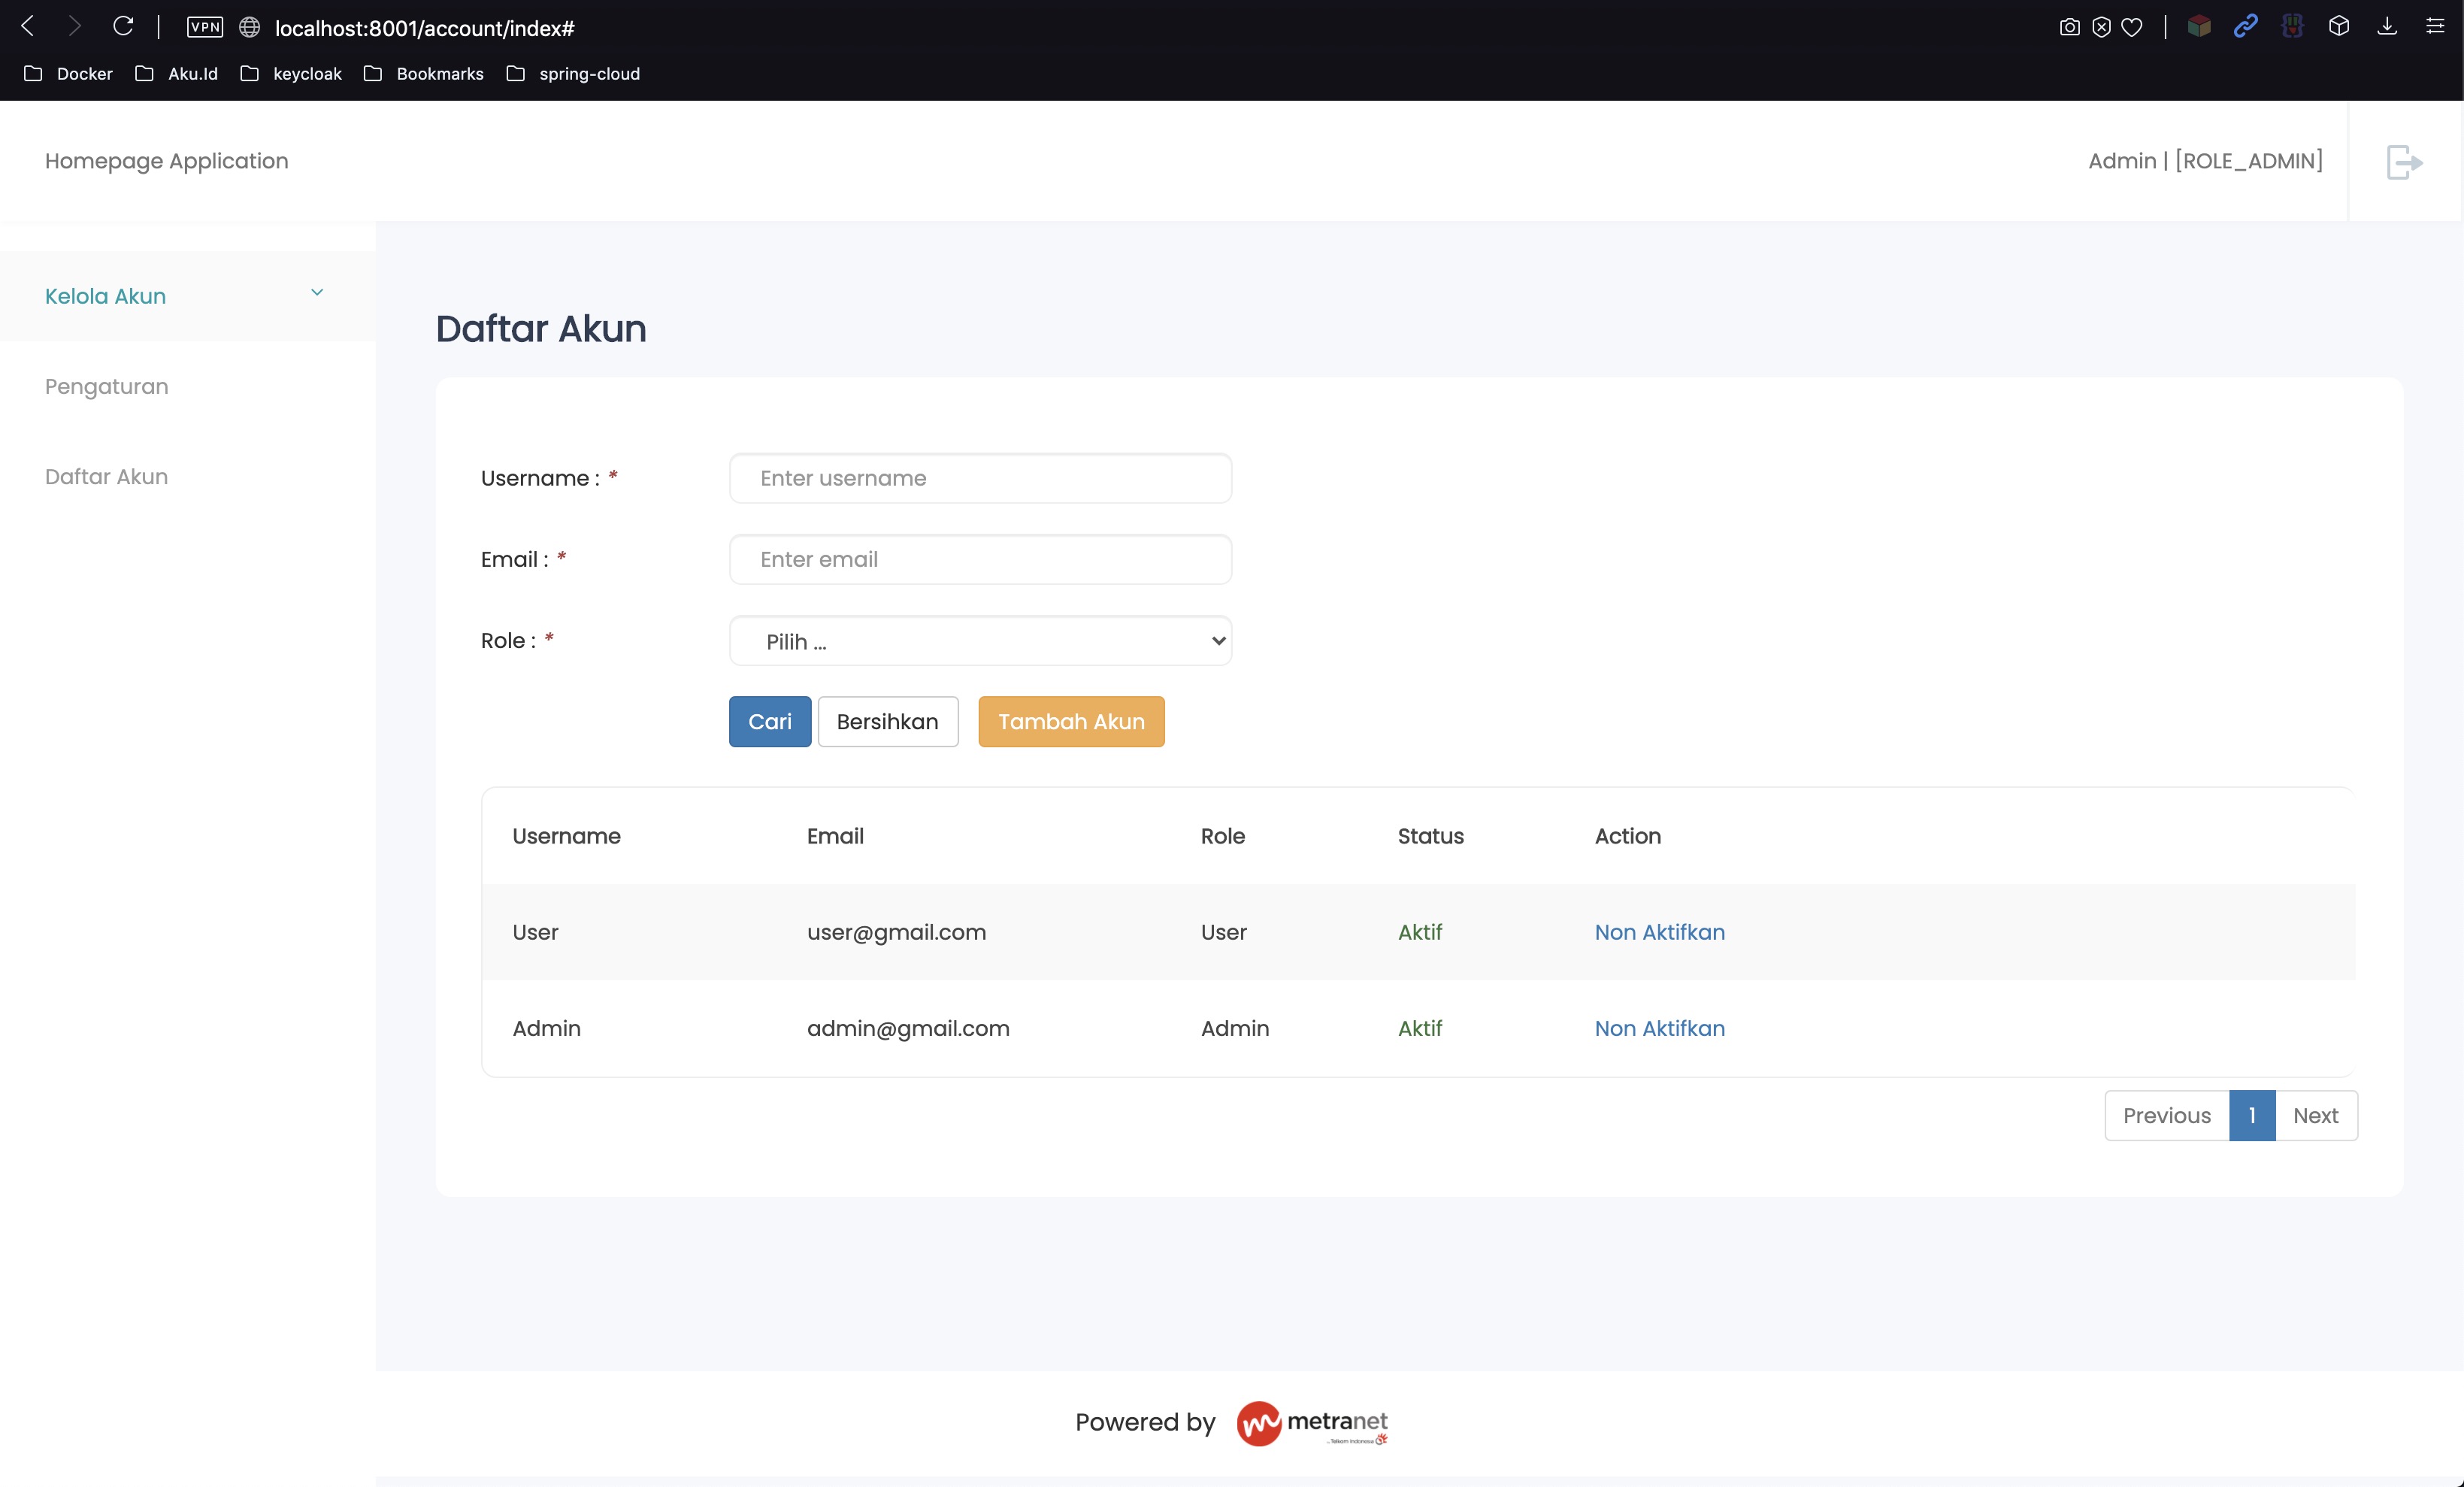 VPN localhost:8001/account/index#
Docker Aku.Id keycloak Bookmarks spring-cloud
Homepage Application Admin | [ROLE_ADMIN]
Kelola Akun
Pengaturan
Daftar Akun
Daftar Akun
Username : * Enter username
Email : * Enter email
Role : * Pilih ...
Cari Bersihkan Tambah Akun
Username Email Role Status Action
User user@gmail.com User Aktif Non Aktifkan
Admin admin@gmail.com Admin Aktif Non Aktifkan
Previous 1 Next
Powered by metranet
Telkom Indonesia